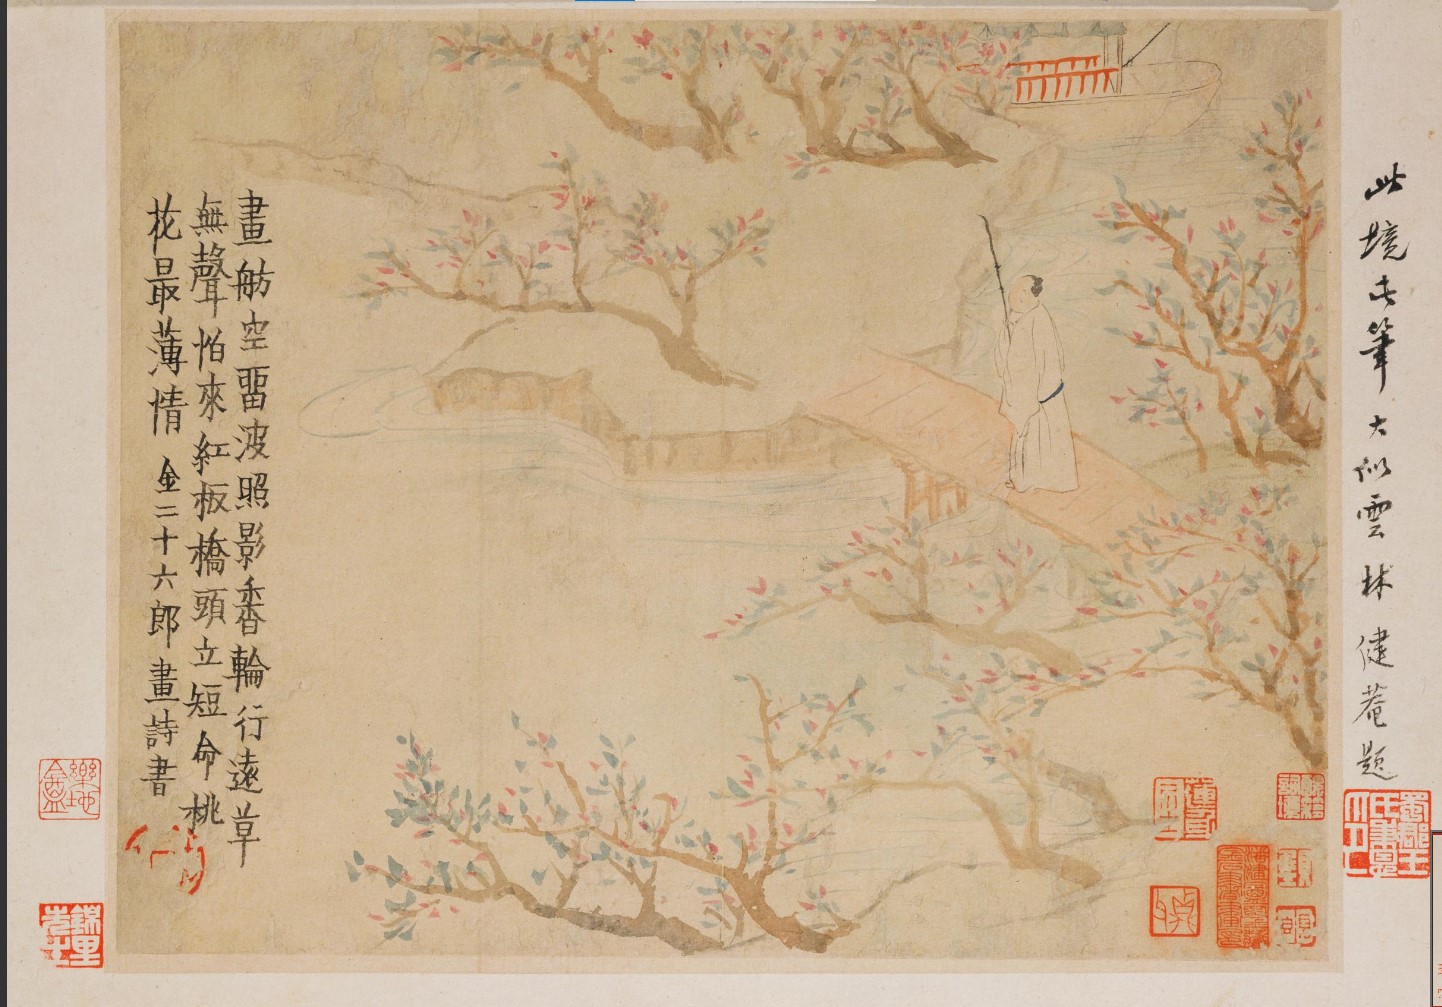 此境此筆大似雲林 健菴題
畫舫空畱波照影香輪行遠草
無聲怕來紅板橋頭立短命桃
花最薄情 金二十六郎畫詩書